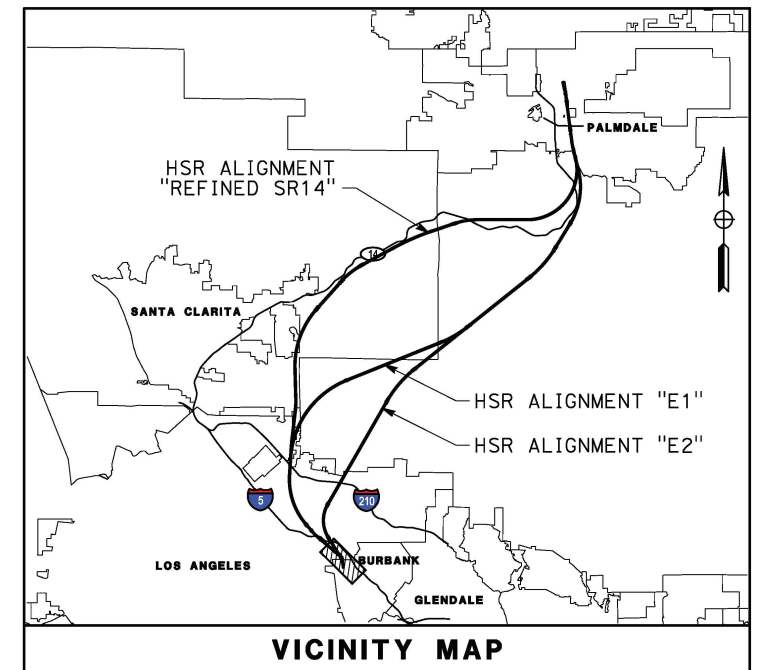 PALMDALE
HSR ALIGNMENT
"REFINED SR14"
14
SANTA CLARITA
HSR ALIGNMENT "E1"
HSR ALIGNMENT "E2"
5
210
LOS ANGELES
BURBANK
GLENDALE
VICINITY MAP